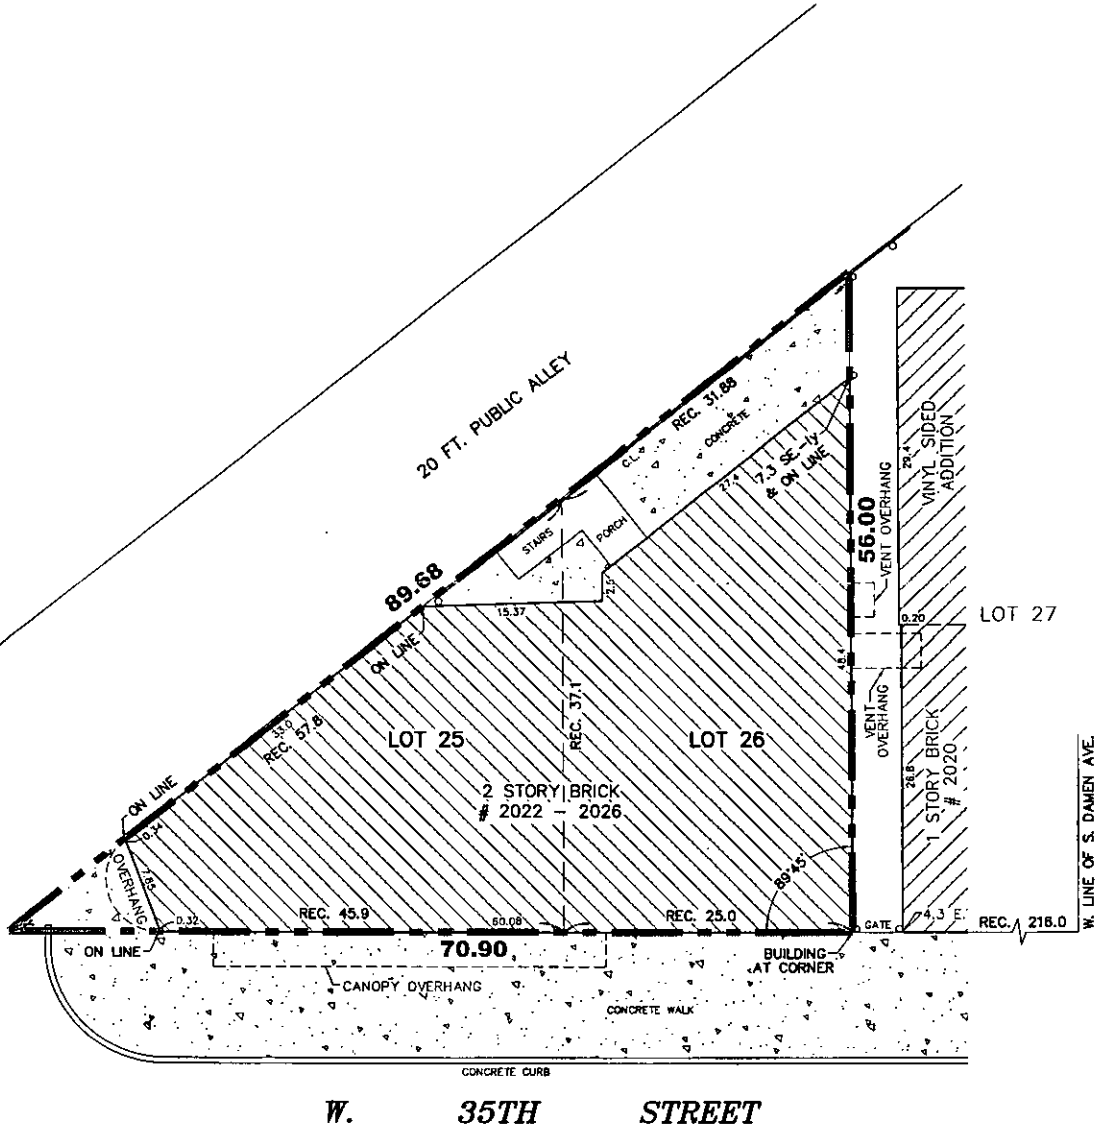 20 FT. PUBLIC ALLEY
REC. 31.88
C.L.
CONCRETE
27.4
7.3 SE.-ly
& ON LINE
STAIRS
PORCH
89.68
15.37
2.5
ON LINE
56.00
VENT OVERHANG
VINYL SIDED
ADDITION
29.4
0.20
LOT 27
48.4
VENT
OVERHANG
33.0
REC. 57.8
REC. 37.1
LOT 25
LOT 26
2 STORY BRICK
# 2022 - 2026
1 STORY BRICK
# 2020
26.8
ON LINE
0.34
OVERHANG
7.85
89°45'
0.32
REC. 45.9
60.08
REC. 25.0
GATE
4.3 E.
REC. 216.0
W. LINE OF S. DAMEN AVE.
ON LINE
70.90
BUILDING
AT CORNER
CANOPY OVERHANG
CONCRETE WALK
CONCRETE CURB
W. 35TH STREET